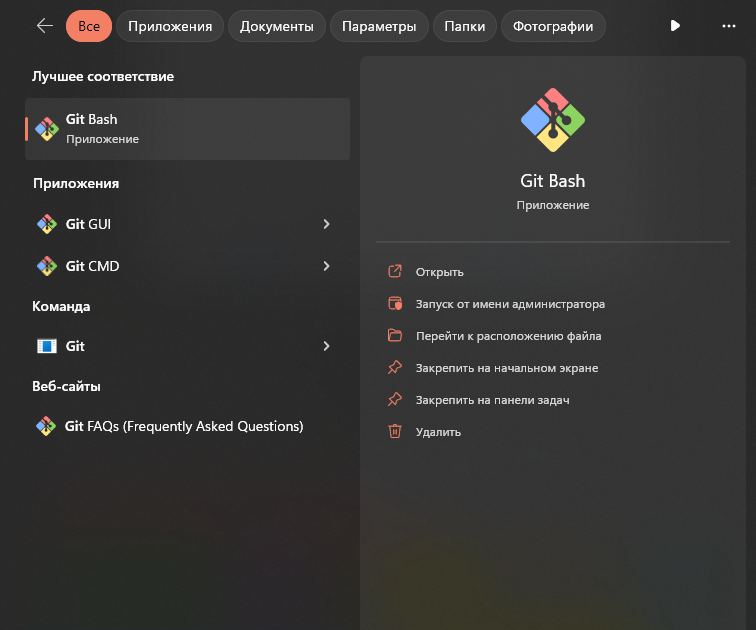 Все
Приложения
Документы
Параметры
Папки
Фотографии
Лучшее соответствие
Git Bash
Приложение
Приложения
Git GUI
Git CMD
Команда
Git
Веб-сайты
Git FAQs (Frequently Asked Questions)
Git Bash
Приложение
Открыть
Запуск от имени администратора
Перейти к расположению файла
Закрепить на начальном экране
Закрепить на панели задач
Удалить